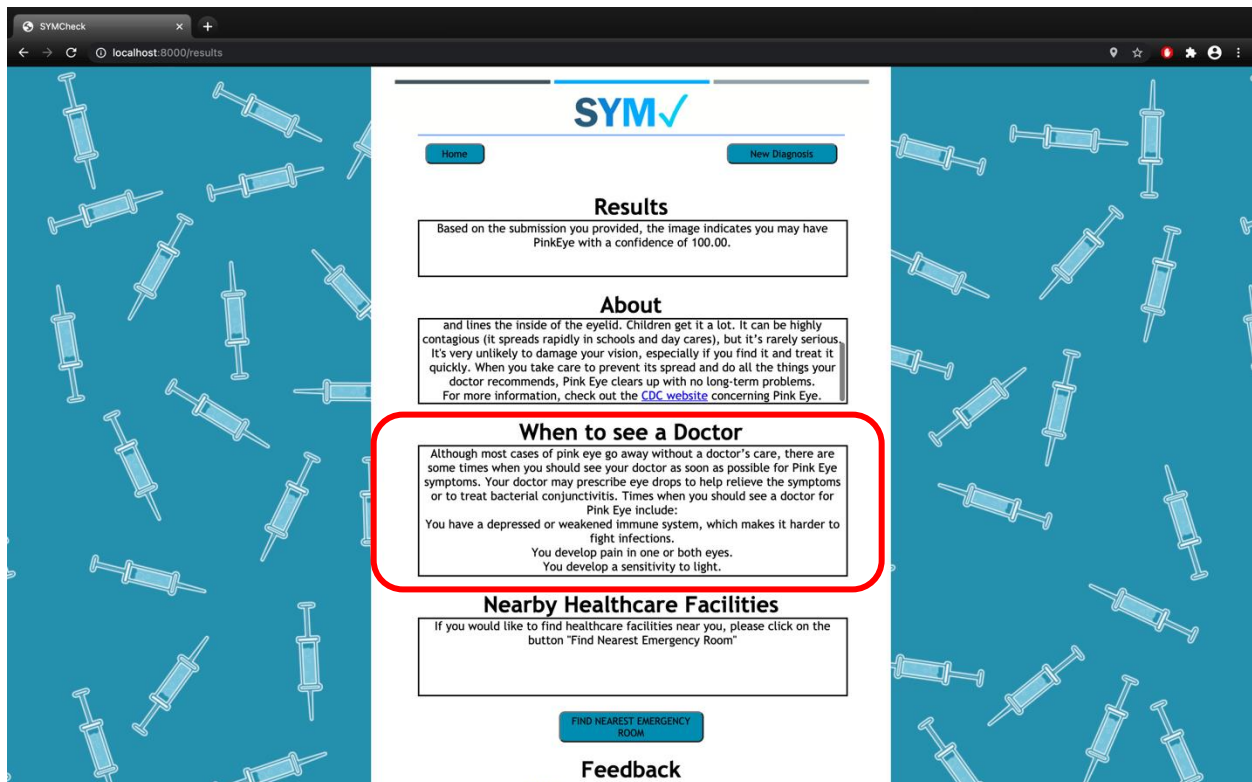 SYMCheck
localhost:8000/results
SYM✓
Home
New Diagnosis
Results
Based on the submission you provided, the image indicates you may have
PinkEye with a confidence of 100.00.
About
and lines the inside of the eyelid. Children get it a lot. It can be highly
contagious (it spreads rapidly in schools and day cares), but it’s rarely serious.
It's very unlikely to damage your vision, especially if you find it and treat it
quickly. When you take care to prevent its spread and do all the things your
doctor recommends, Pink Eye clears up with no long-term problems.
For more information, check out the CDC website concerning Pink Eye.
When to see a Doctor
Although most cases of pink eye go away without a doctor’s care, there are
some times when you should see your doctor as soon as possible for Pink Eye
symptoms. Your doctor may prescribe eye drops to help relieve the symptoms
or to treat bacterial conjunctivitis. Times when you should see a doctor for
Pink Eye include:
You have a depressed or weakened immune system, which makes it harder to
fight infections.
You develop pain in one or both eyes.
You develop a sensitivity to light.
Nearby Healthcare Facilities
If you would like to find healthcare facilities near you, please click on the
button "Find Nearest Emergency Room"
FIND NEAREST EMERGENCY
ROOM
Feedback